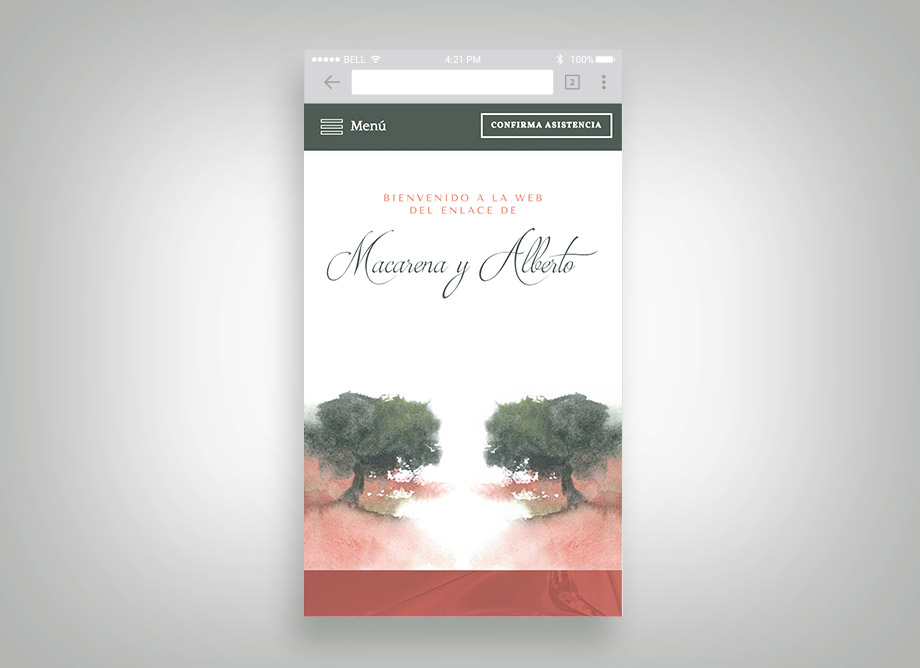 BELL 4:21 PM 100%
2
Menú CONFIRMA ASISTENCIA
BIENVENIDO A LA WEB
DEL ENLACE DE
Macarena y Alberto